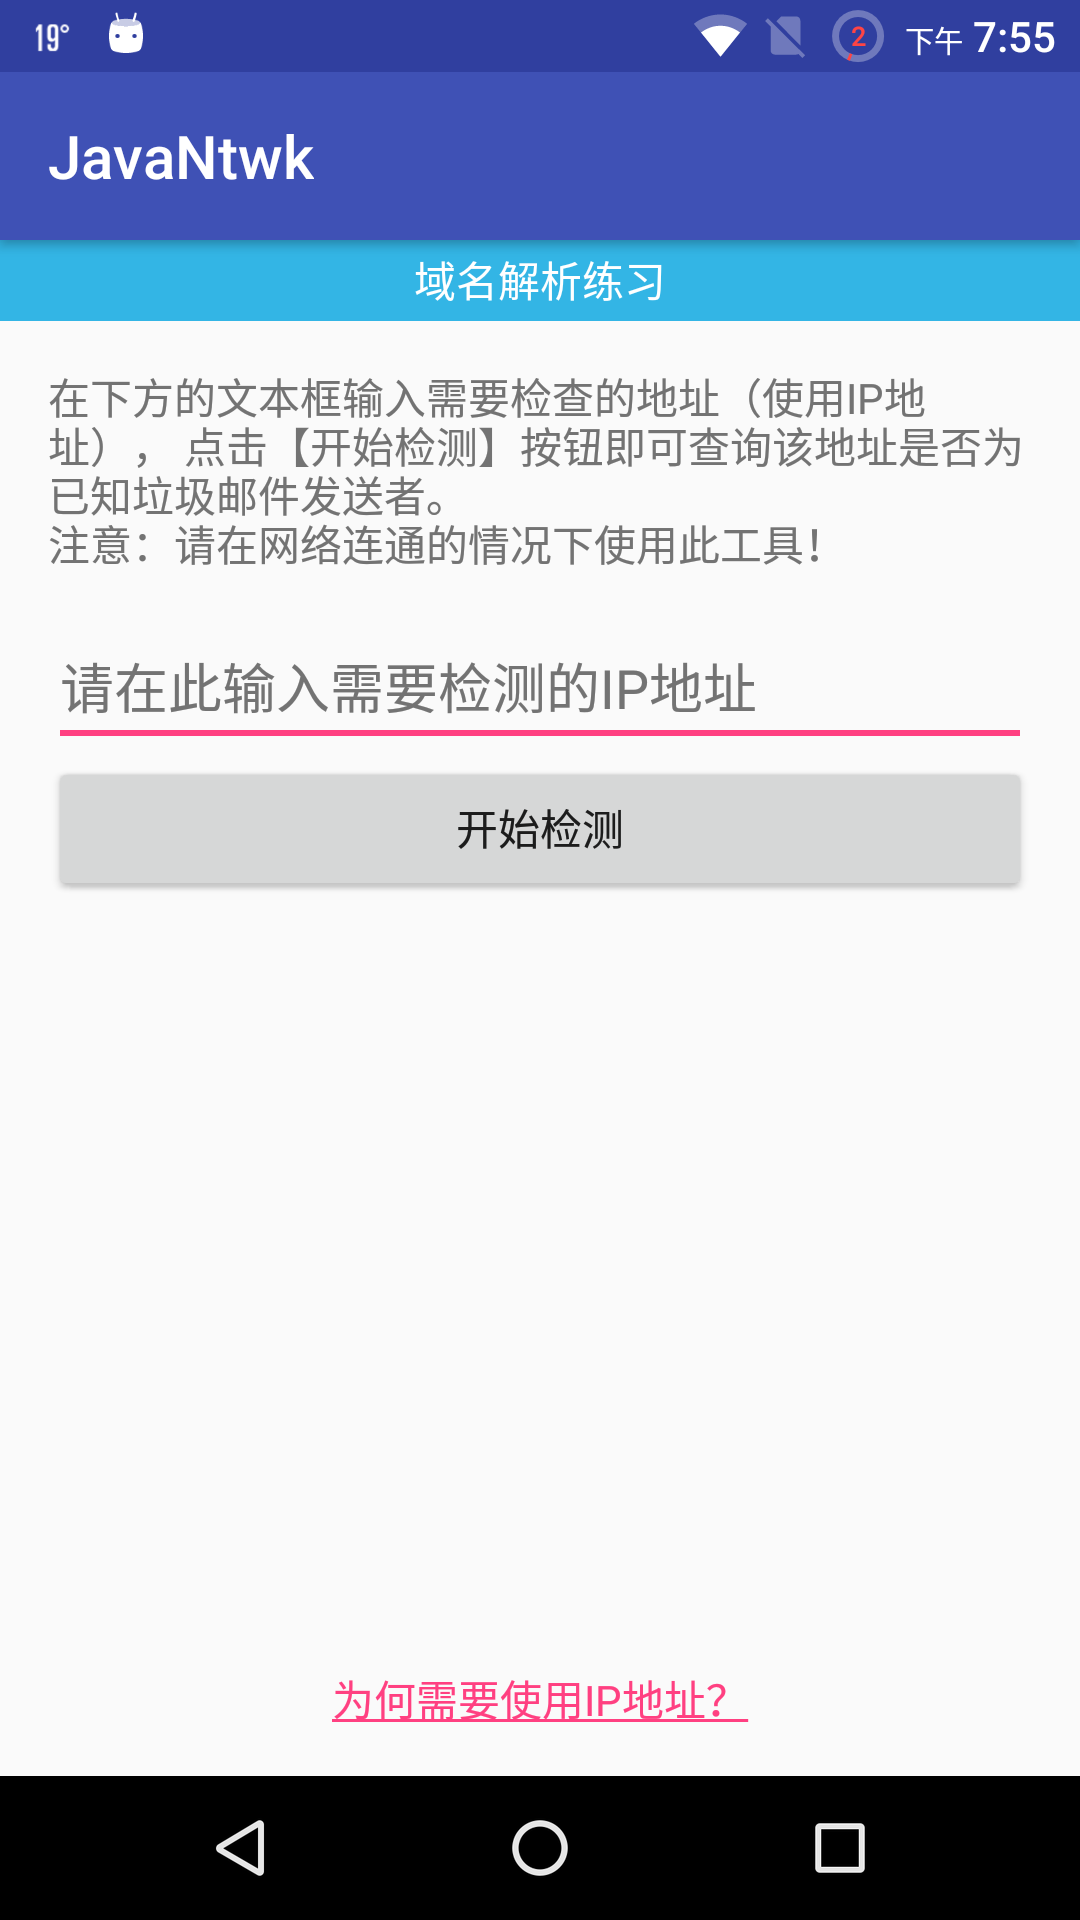 19°
2
下午 7:55
JavaNtwk
域名解析练习
在下方的文本框输入需要检查的地址（使用IP地
址）， 点击【开始检测】按钮即可查询该地址是否为
已知垃圾邮件发送者。
注意：请在网络连通的情况下使用此工具！
请在此输入需要检测的IP地址
开始检测
为何需要使用IP地址？